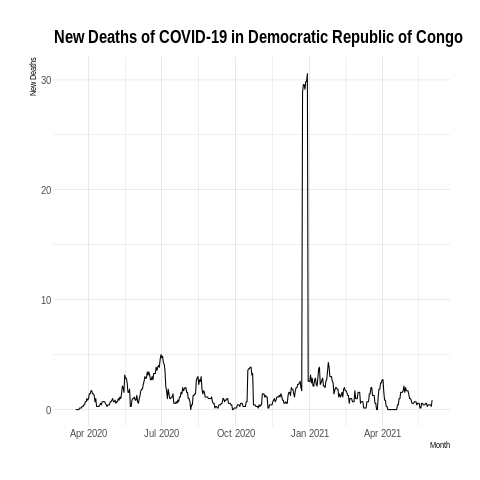 New Deaths of COVID-19 in Democratic Republic of Congo
New Deaths
30
20
10
0
Apr 2020 Jul 2020 Oct 2020 Jan 2021 Apr 2021
Month